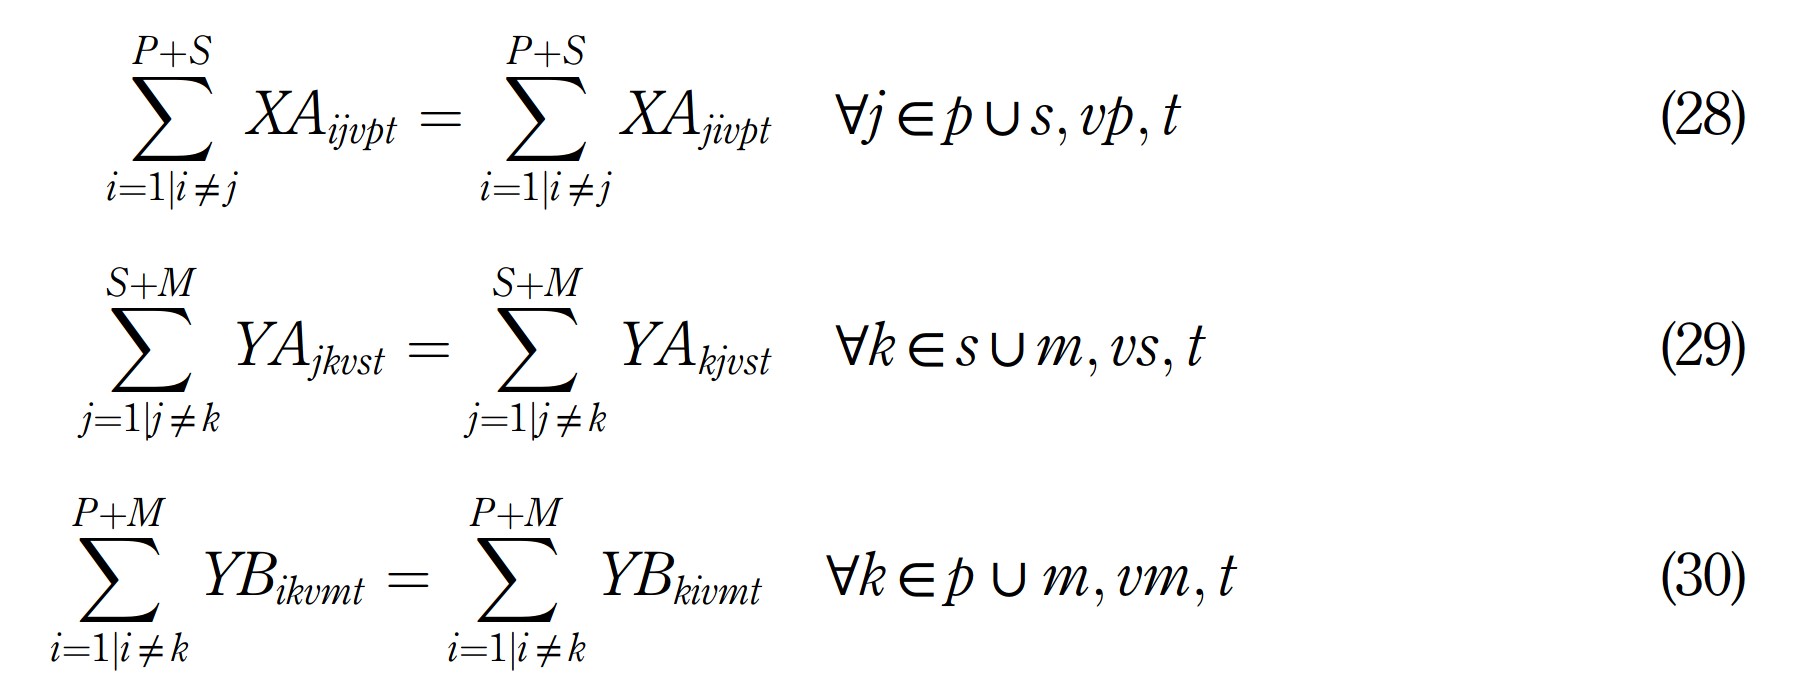 \sum_{i=1|i \neq j}^{P+S} XA_{ijvpt} = \sum_{i=1|i \neq j}^{P+S} XA_{jivpt} \quad \forall j \in p \cup s, vp, t \quad (28)
\sum_{j=1|j \neq k}^{S+M} YA_{jkvst} = \sum_{j=1|j \neq k}^{S+M} YA_{kjvst} \quad \forall k \in s \cup m, vs, t \quad (29)
\sum_{i=1|i \neq k}^{P+M} YB_{ikvmt} = \sum_{i=1|i \neq k}^{P+M} YB_{kivmt} \quad \forall k \in p \cup m, vm, t \quad (30)